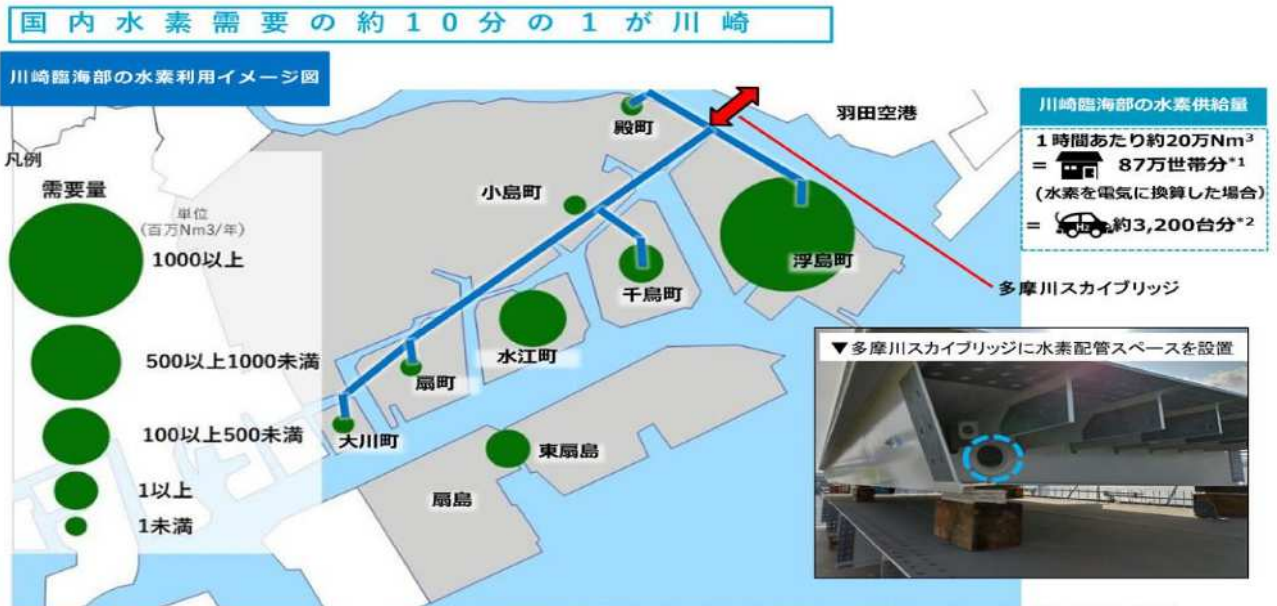 国内水素需要の約10分の1が川崎
川崎臨海部の水素利用イメージ図
凡例
需要量
単位
(百万Nm3/年)
1000以上
500以上1000未満
100以上500未満
1以上
1未満
殿町
羽田空港
小島町
浮島町
千鳥町
水江町
扇町
大川町
東扇島
扇島
多摩川スカイブリッジ
川崎臨海部の水素供給量
1時間あたり約20万Nm³
= 87万世帯分*1
(水素を電気に換算した場合)
= H2 約3,200台分*2
▼多摩川スカイブリッジに水素配管スペースを設置